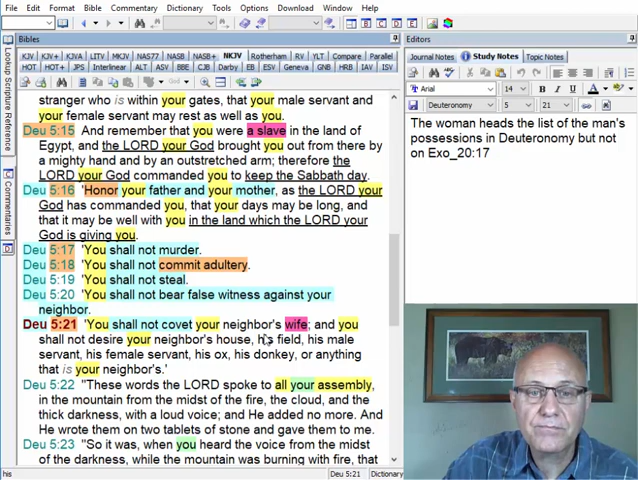 File Edit View Bibles Commentary Dictionary Tools Options Download Window Help
Bibles
KJV KJV+ KJVA LITV MKJV NAS77 NASB NASB+ NKJV Rotherham RV YLT Compare Parallel
HOT HOT+ JPS Interlinear DTAB ASV BBE Darby EB ESV Geneva GNB HRB IAV ISV
stranger who is within your gates, that your male servant and
your female servant may rest as well as you.
Deu 5:15 And remember that you were a slave in the land of
Egypt, and the LORD your God brought you out from there by
a mighty hand and by an outstretched arm; therefore the
LORD your God commanded you to keep the Sabbath day.
Deu 5:16 'Honor your father and your mother, as the LORD your
God has commanded you, that your days may be long, and
that it may be well with you in the land which the LORD your
God is giving you.
Deu 5:17 'You shall not murder.
Deu 5:18 'You shall not commit adultery.
Deu 5:19 'You shall not steal.
Deu 5:20 'You shall not bear false witness against your
neighbor.
Deu 5:21 'You shall not covet your neighbor's wife; and you
shall not desire your neighbor's house, his field, his male
servant, his female servant, his ox, his donkey, or anything
that is your neighbor's.'
Deu 5:22 "These words the LORD spoke to all your assembly,
in the mountain from the midst of the fire, the cloud, and the
thick darkness, with a loud voice; and He added no more. And
He wrote them on two tablets of stone and gave them to me.
Deu 5:23 "So it was, when you heard the voice from the midst
of the darkness, while the mountain was burning with fire, that
his
Deu 5:21
Dictionary
Lookup Scripture Reference
Commentaries
Editors
Journal Notes Study Notes Topic Notes
Arial 14 B I U A
Deuteronomy 5 21
The woman heads the list of the man's
possessions in Deuteronomy but not
on Exo_20:17